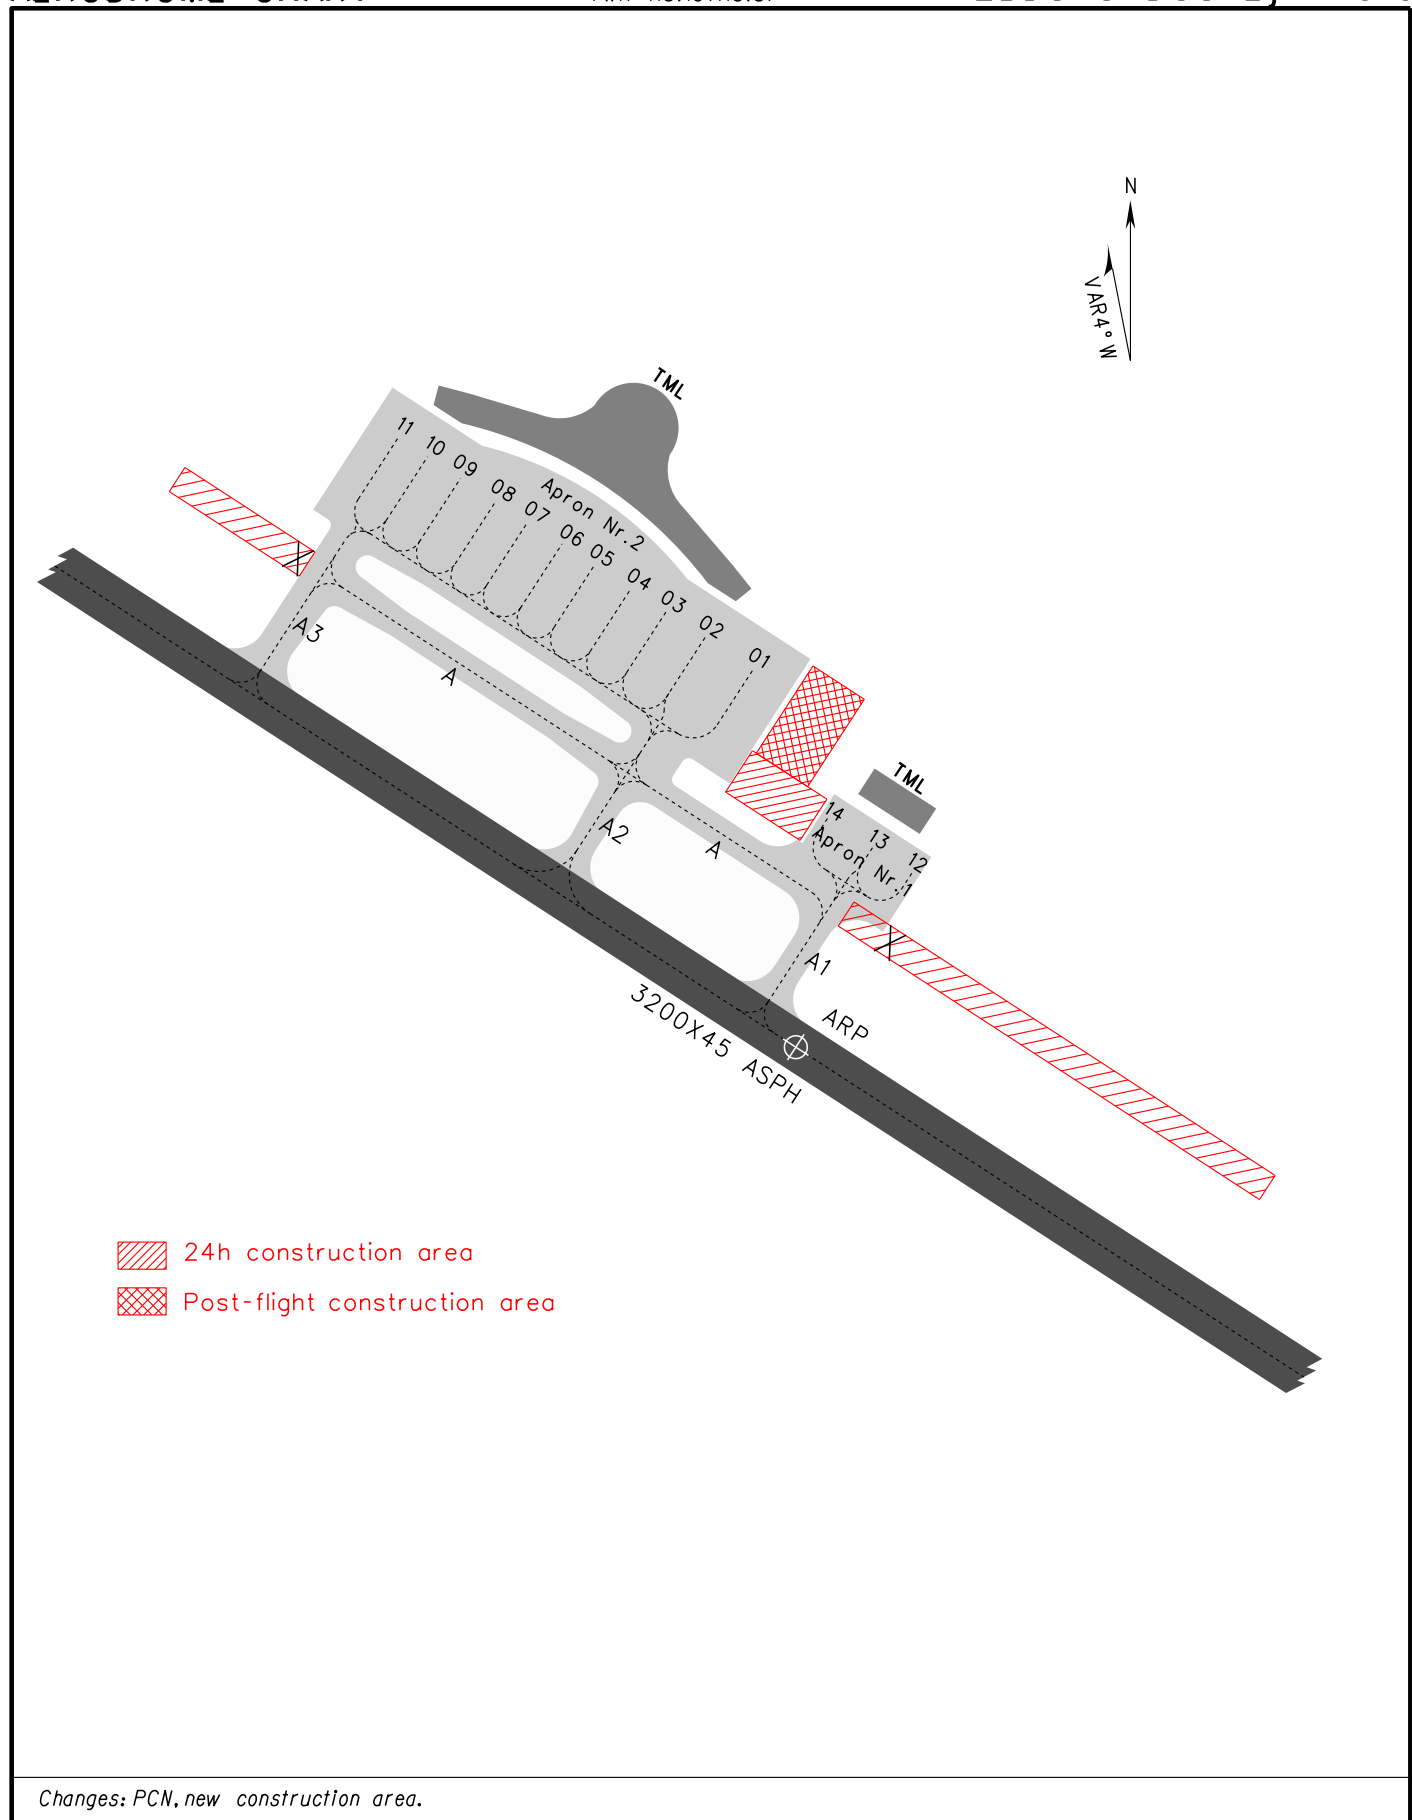 N
VAR4°W
TML
11
10
09
08
07
06
05
04
03
02
01
Apron Nr.2
A3
A
A2
A
TML
14
13
12
Apron Nr.1
A1
ARP
3200X45 ASPH
24h construction area
Post-flight construction area
Changes: PCN, new construction area.